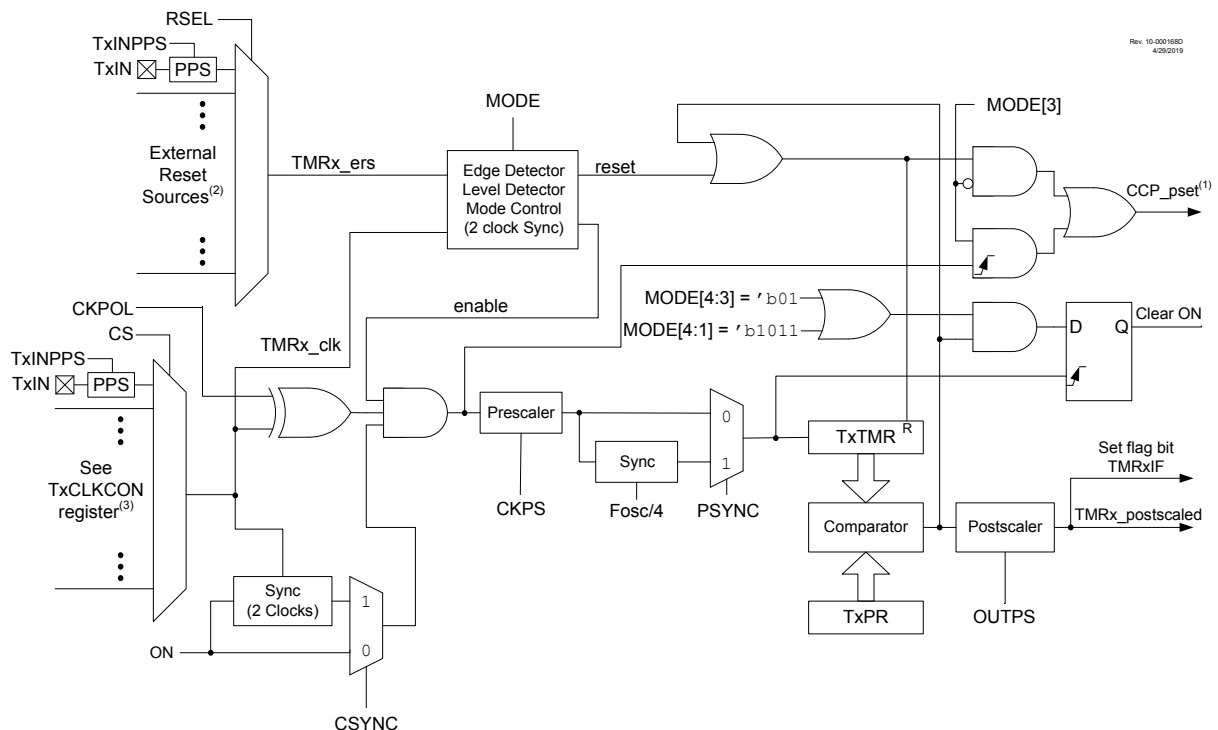 RSEL
Rev. 10-000168D
4/29/2019
TxINPPS
TxIN
PPS
MODE
MODE[3]
External
Reset
Sources(2)
TMRx_ers
Edge Detector
Level Detector
Mode Control
(2 clock Sync)
reset
CCP_pset(1)
enable
MODE[4:3] = 'b01
MODE[4:1] = 'b1011
D
Q
Clear ON
CKPOL
CS
TMRx_clk
TxINPPS
TxIN
PPS
Prescaler
0
1
Sync
TxTMR
R
See
TxCLKCON
register(3)
CKPS
Fosc/4
PSYNC
Set flag bit
TMRxIF
Comparator
Postscaler
TMRx_postscaled
Sync
(2 Clocks)
1
0
TxPR
OUTPS
ON
CSYNC